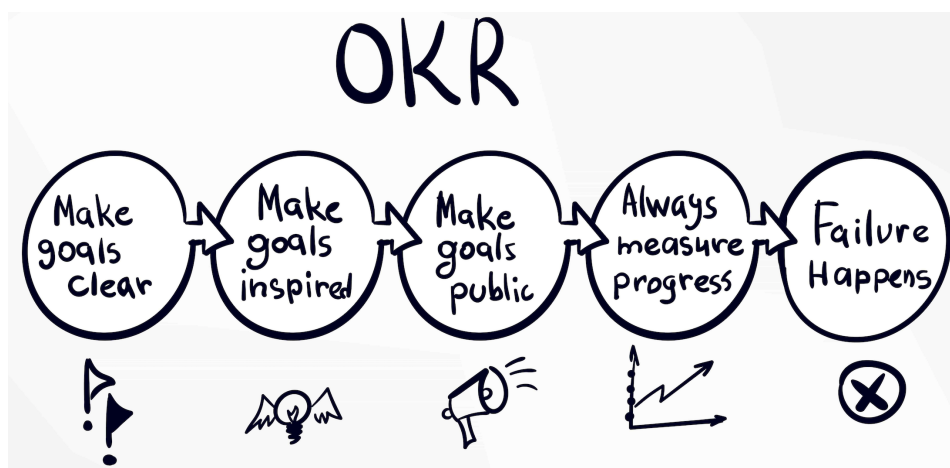 OKR
Make
goals
clear
Make
goals
inspired
Make
goals
public
Always
measure
progress
Failure
Happens